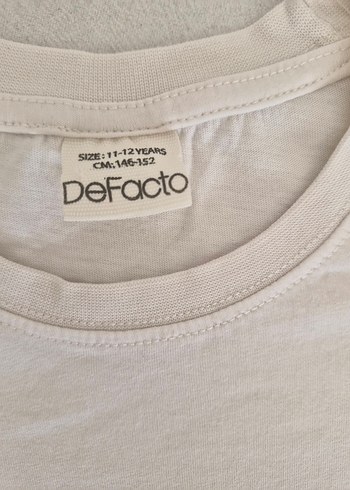 SIZE: 11-12 YEARS
CM: 146-152
DeFacto